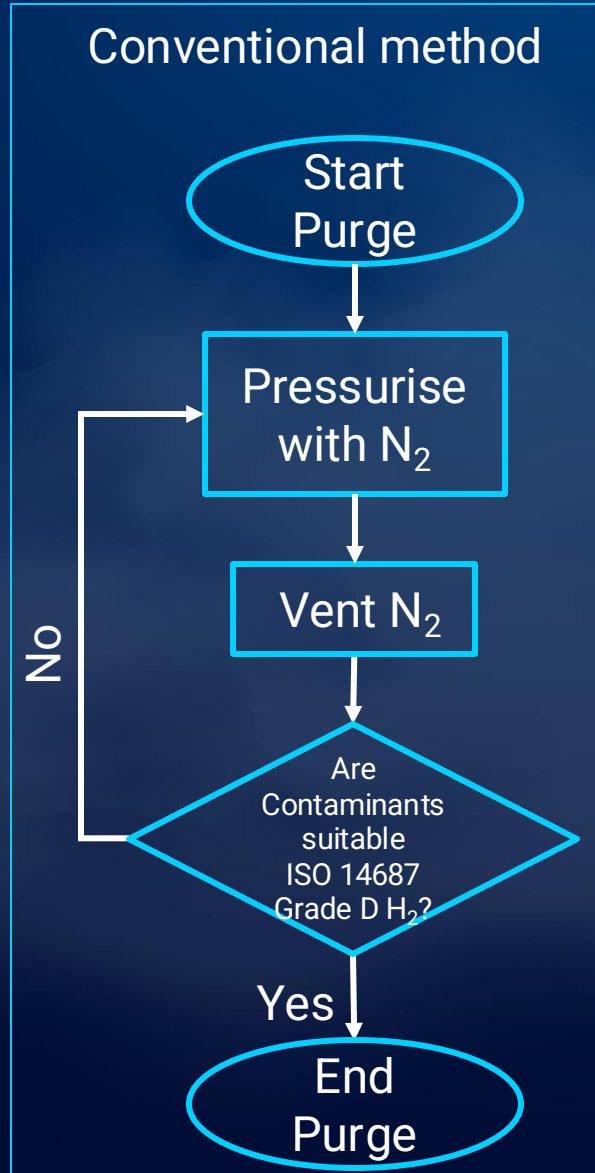 Conventional method
Start
Purge
Pressurise
with N₂
Vent N₂
No
Are
Contaminants
suitable
ISO 14687
Grade D H₂?
Yes
End
Purge